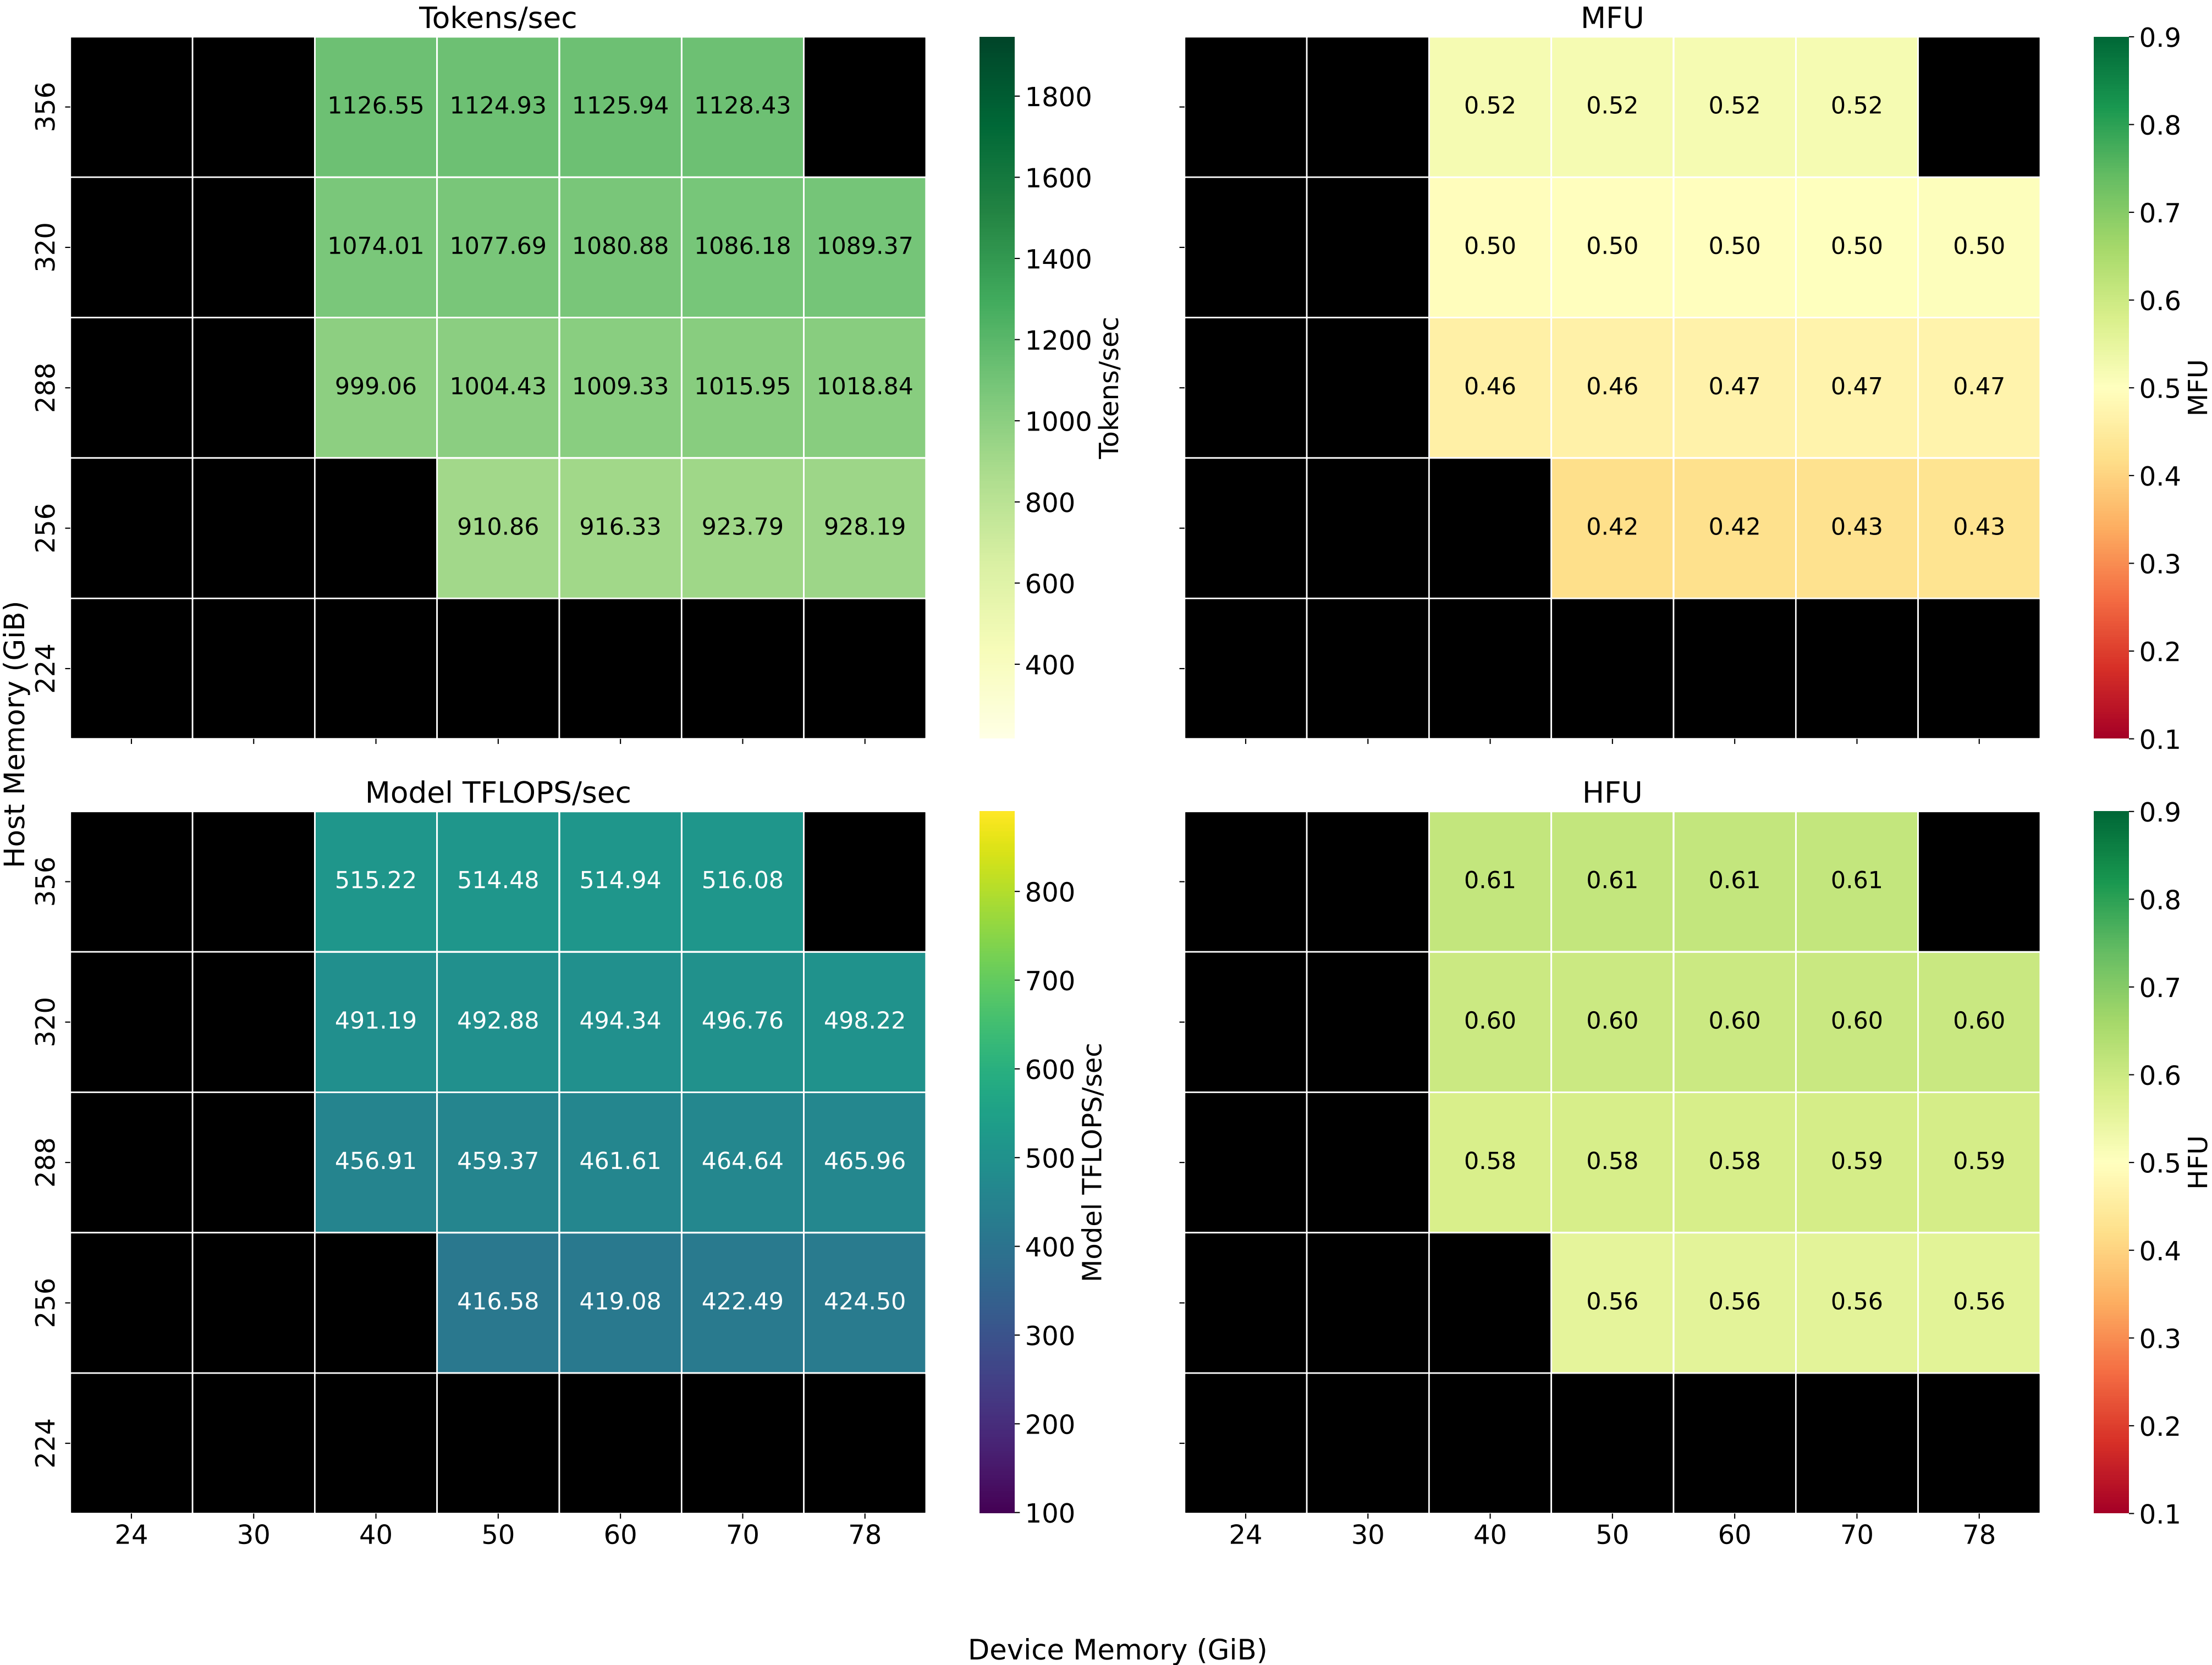 Tokens/sec
356 1126.55 1124.93 1125.94 1128.43
320 1074.01 1077.69 1080.88 1086.18 1089.37
288 999.06 1004.43 1009.33 1015.95 1018.84
256 910.86 916.33 923.79 928.19
224
1800
1600
1400
1200
1000
800
600
400
Tokens/sec
MFU
0.52 0.52 0.52 0.52
0.50 0.50 0.50 0.50 0.50
0.46 0.46 0.47 0.47 0.47
0.42 0.42 0.43 0.43
0.9
0.8
0.7
0.6
0.5
0.4
0.3
0.2
0.1
MFU
Host Memory (GiB)
Model TFLOPS/sec
356 515.22 514.48 514.94 516.08
320 491.19 492.88 494.34 496.76 498.22
288 456.91 459.37 461.61 464.64 465.96
256 416.58 419.08 422.49 424.50
224
24 30 40 50 60 70 78
800
700
600
500
400
300
200
100
Model TFLOPS/sec
HFU
0.61 0.61 0.61 0.61
0.60 0.60 0.60 0.60 0.60
0.58 0.58 0.58 0.59 0.59
0.56 0.56 0.56 0.56
24 30 40 50 60 70 78
0.9
0.8
0.7
0.6
0.5
0.4
0.3
0.2
0.1
HFU
Device Memory (GiB)